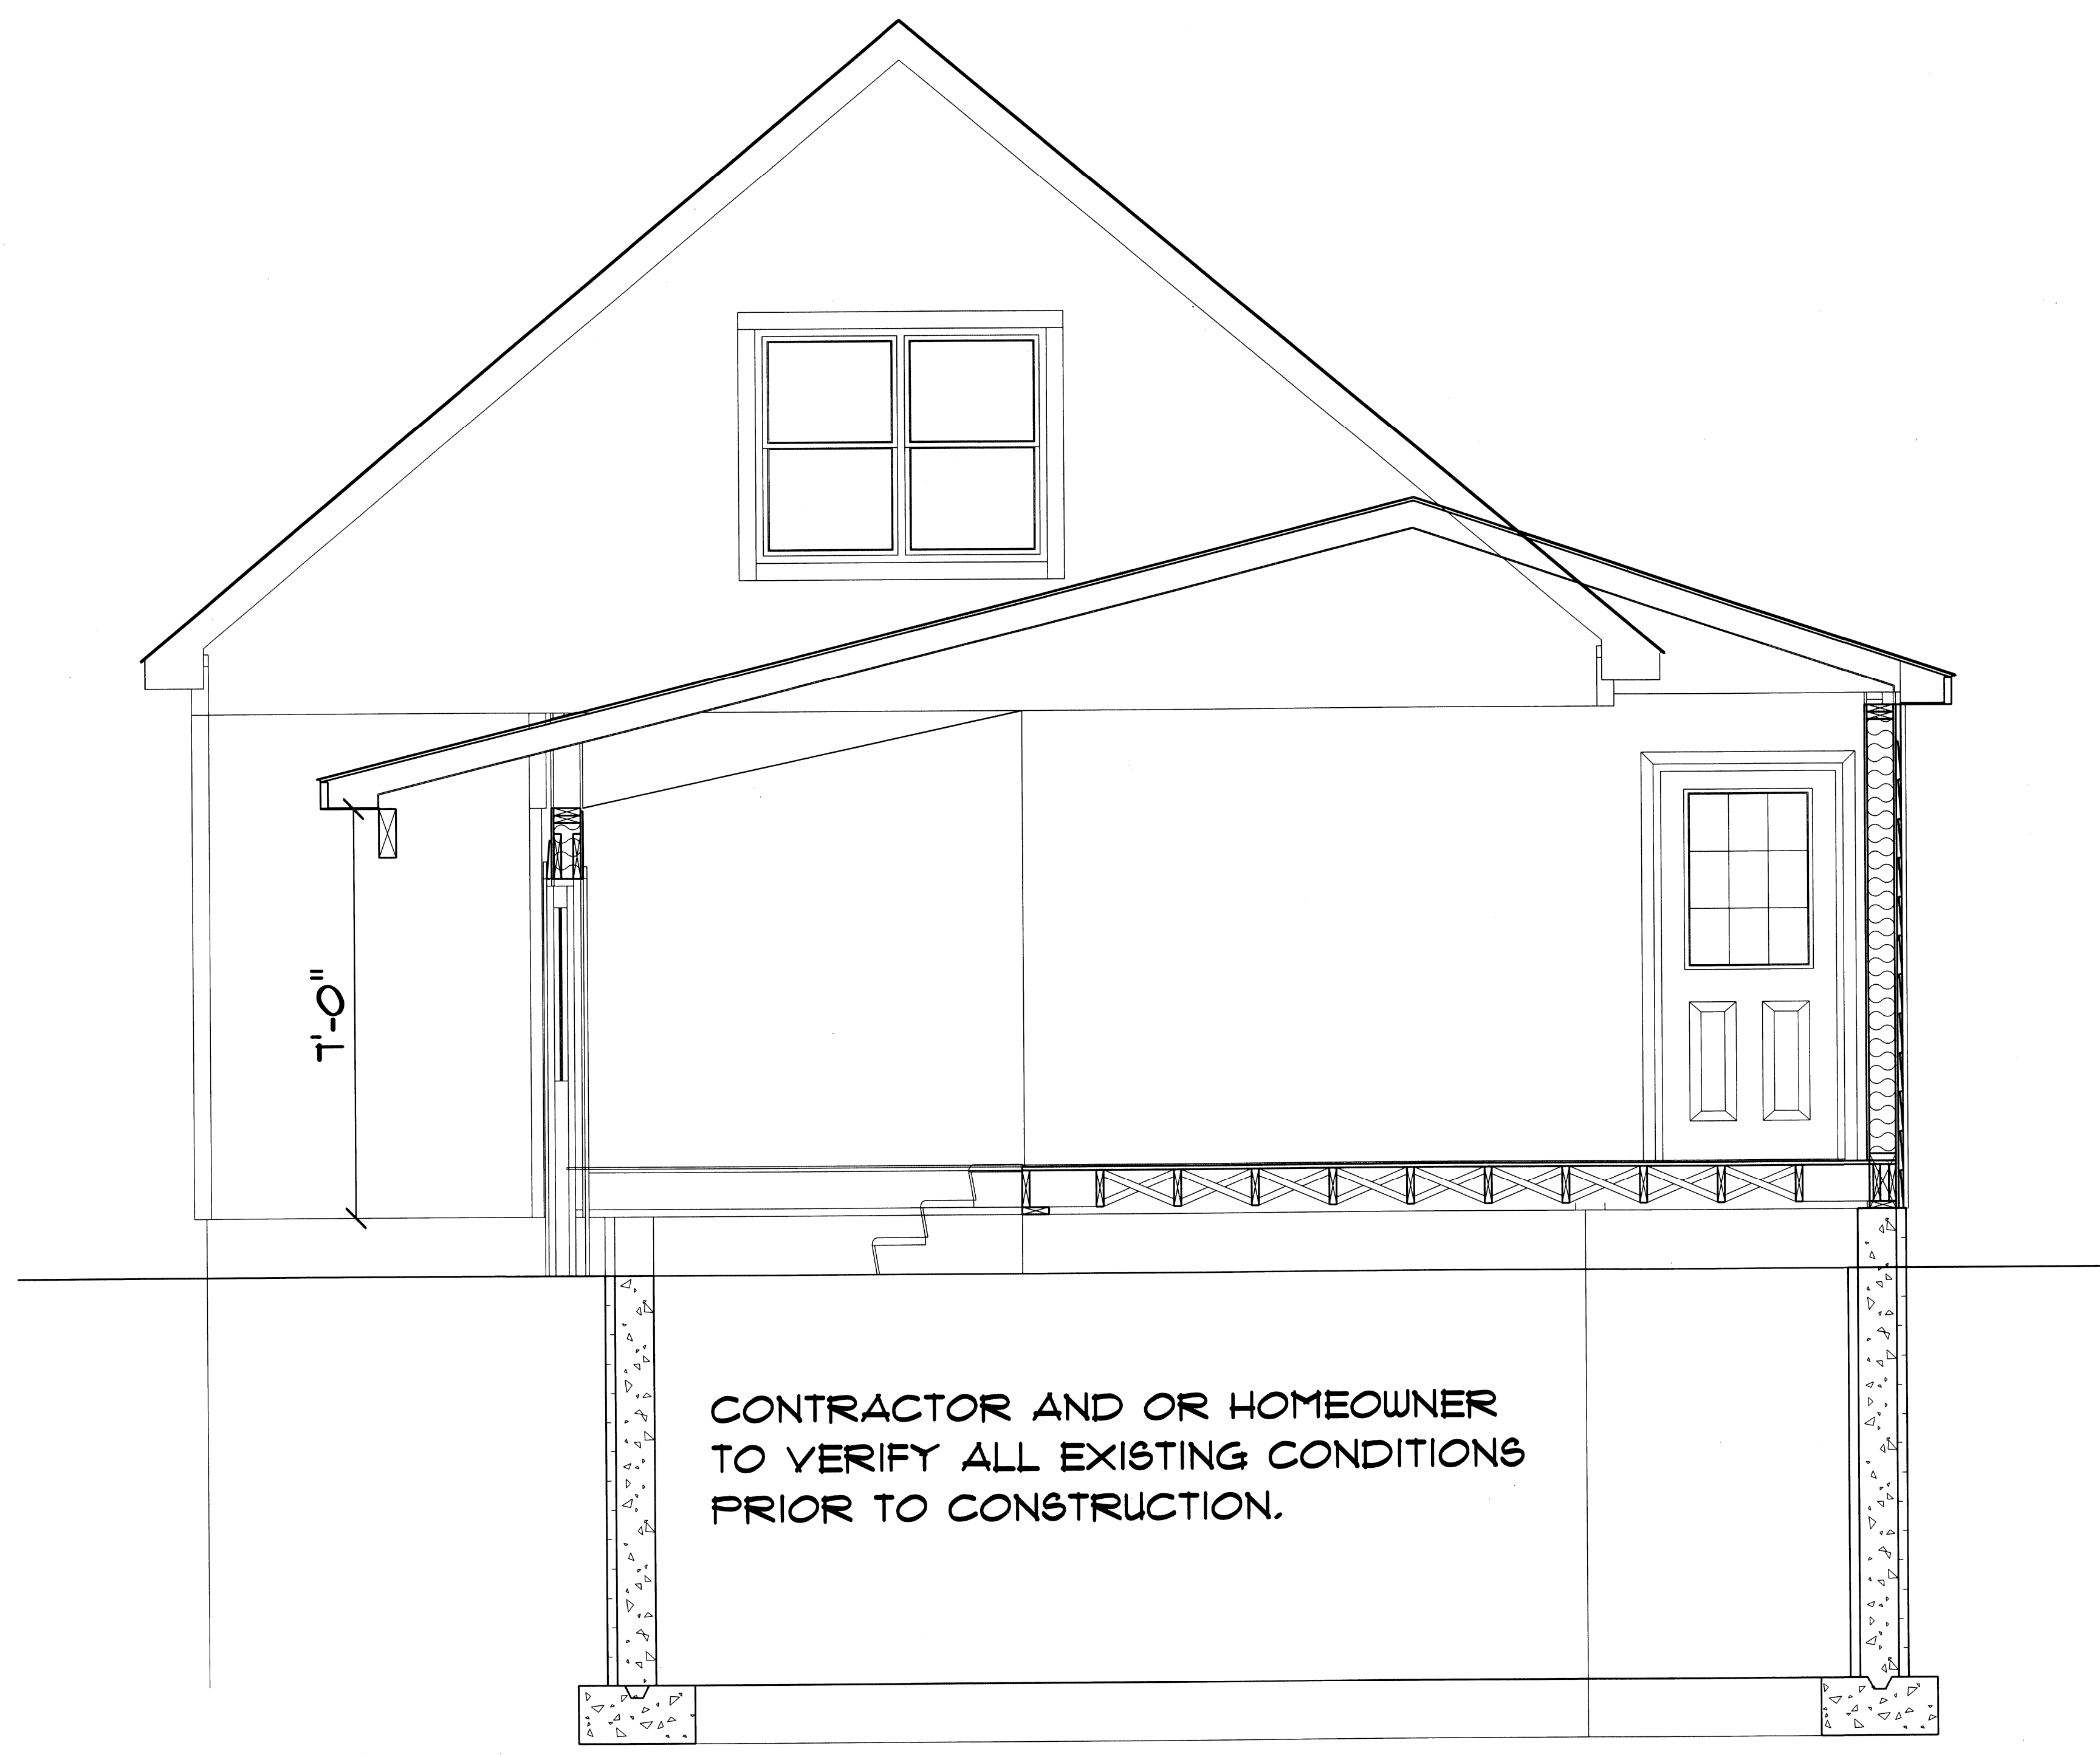 7'-0"
CONTRACTOR AND OR HOMEOWNER
TO VERIFY ALL EXISTING CONDITIONS
PRIOR TO CONSTRUCTION.